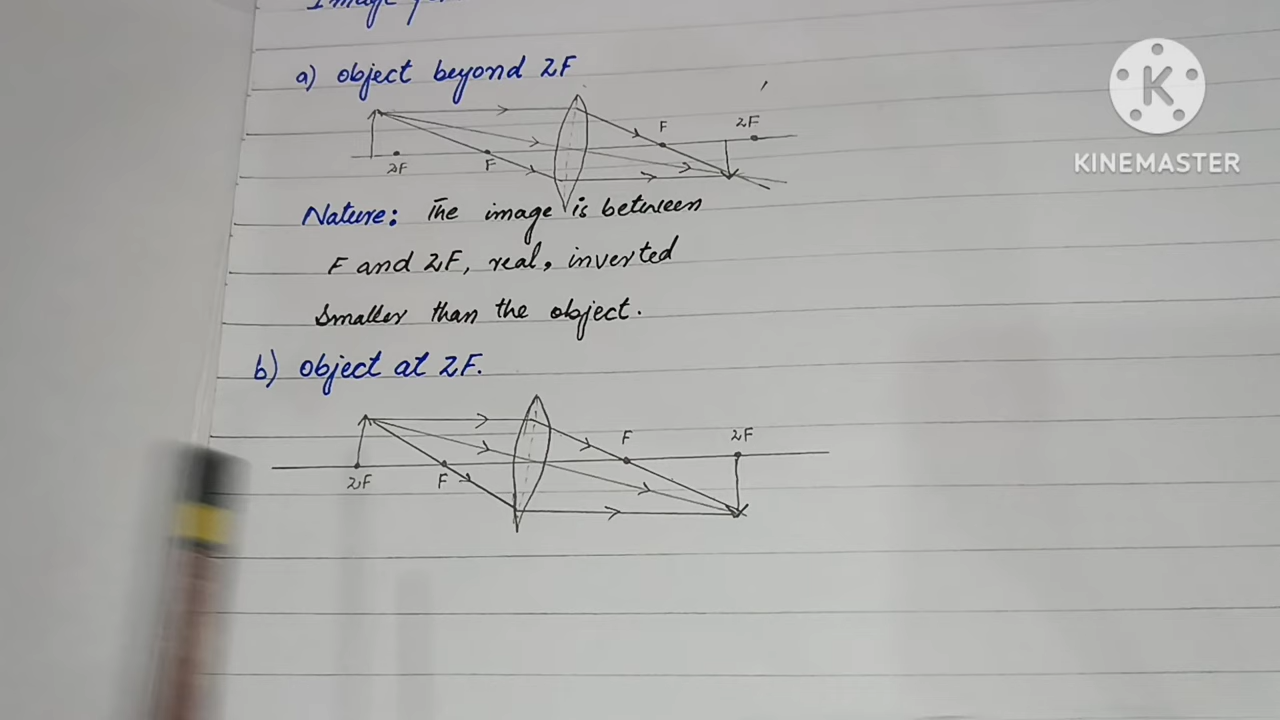 Image
a) object beyond 2F
2F F F 2F
Nature: The image is between
F and 2F, real, inverted
Smaller than the object.
b) object at 2F.
2F F F 2F
K
KINEMASTER